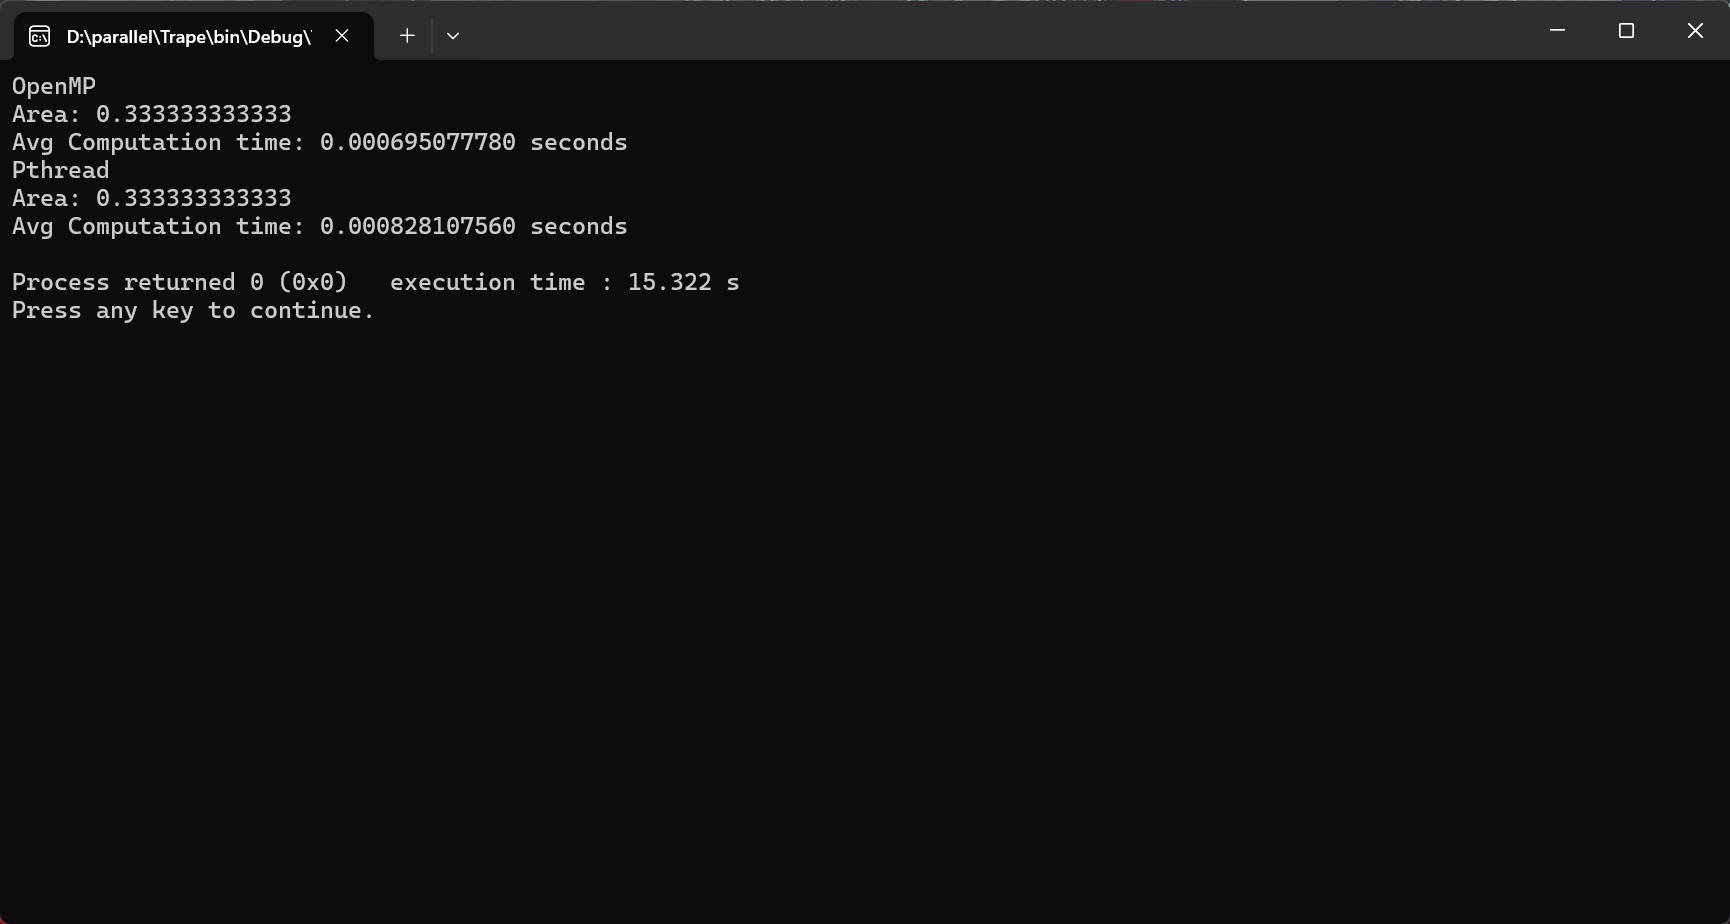 D:\parallel\Trape\bin\Debug\
OpenMP
Area: 0.333333333333
Avg Computation time: 0.000695077780 seconds
Pthread
Area: 0.333333333333
Avg Computation time: 0.000828107560 seconds
Process returned 0 (0x0)   execution time : 15.322 s
Press any key to continue.